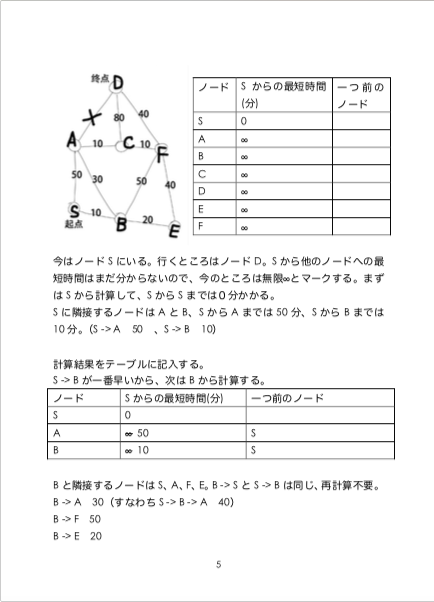 終点
D
X
80
40
A
10
C
10
F
50
30
50
40
S
10
B
20
E
起点
ノード S からの最短時間(分) 一つ前のノード
S 0
A ∞
B ∞
C ∞
D ∞
E ∞
F ∞
今はノード S にいる。行くところはノード D。S から他のノードへの最
短時間はまだ分からないので、今のところは無限∞とマークする。まず
は S から計算して、S から S までは０分かかる。
S に隣接するノードは A と B、S から A までは 50 分、S から B までは
10 分。（S -> A 50 、S -> B 10）
計算結果をテーブルに記入する。
S -> B が一番早いから、次は B から計算する。
ノード S からの最短時間(分) 一つ前のノード
S 0
A ∞ 50 S
B ∞ 10 S
B と隣接するノードは S、A、F、E。B -> S と S -> B は同じ、再計算不要。
B -> A 30（すなわち S -> B -> A 40）
B -> F 50
B -> E 20
5